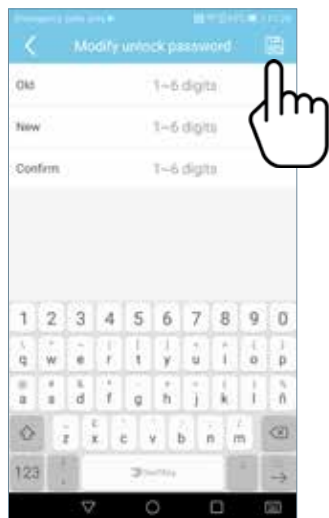 Modify unlock password
Old 1~6 digits
New 1~6 digits
Confirm 1~6 digits
1 2 3 4 5 6 7 8 9 0
q w e r t y u i o p
a s d f g h j k l ñ
z x c v b n m
123